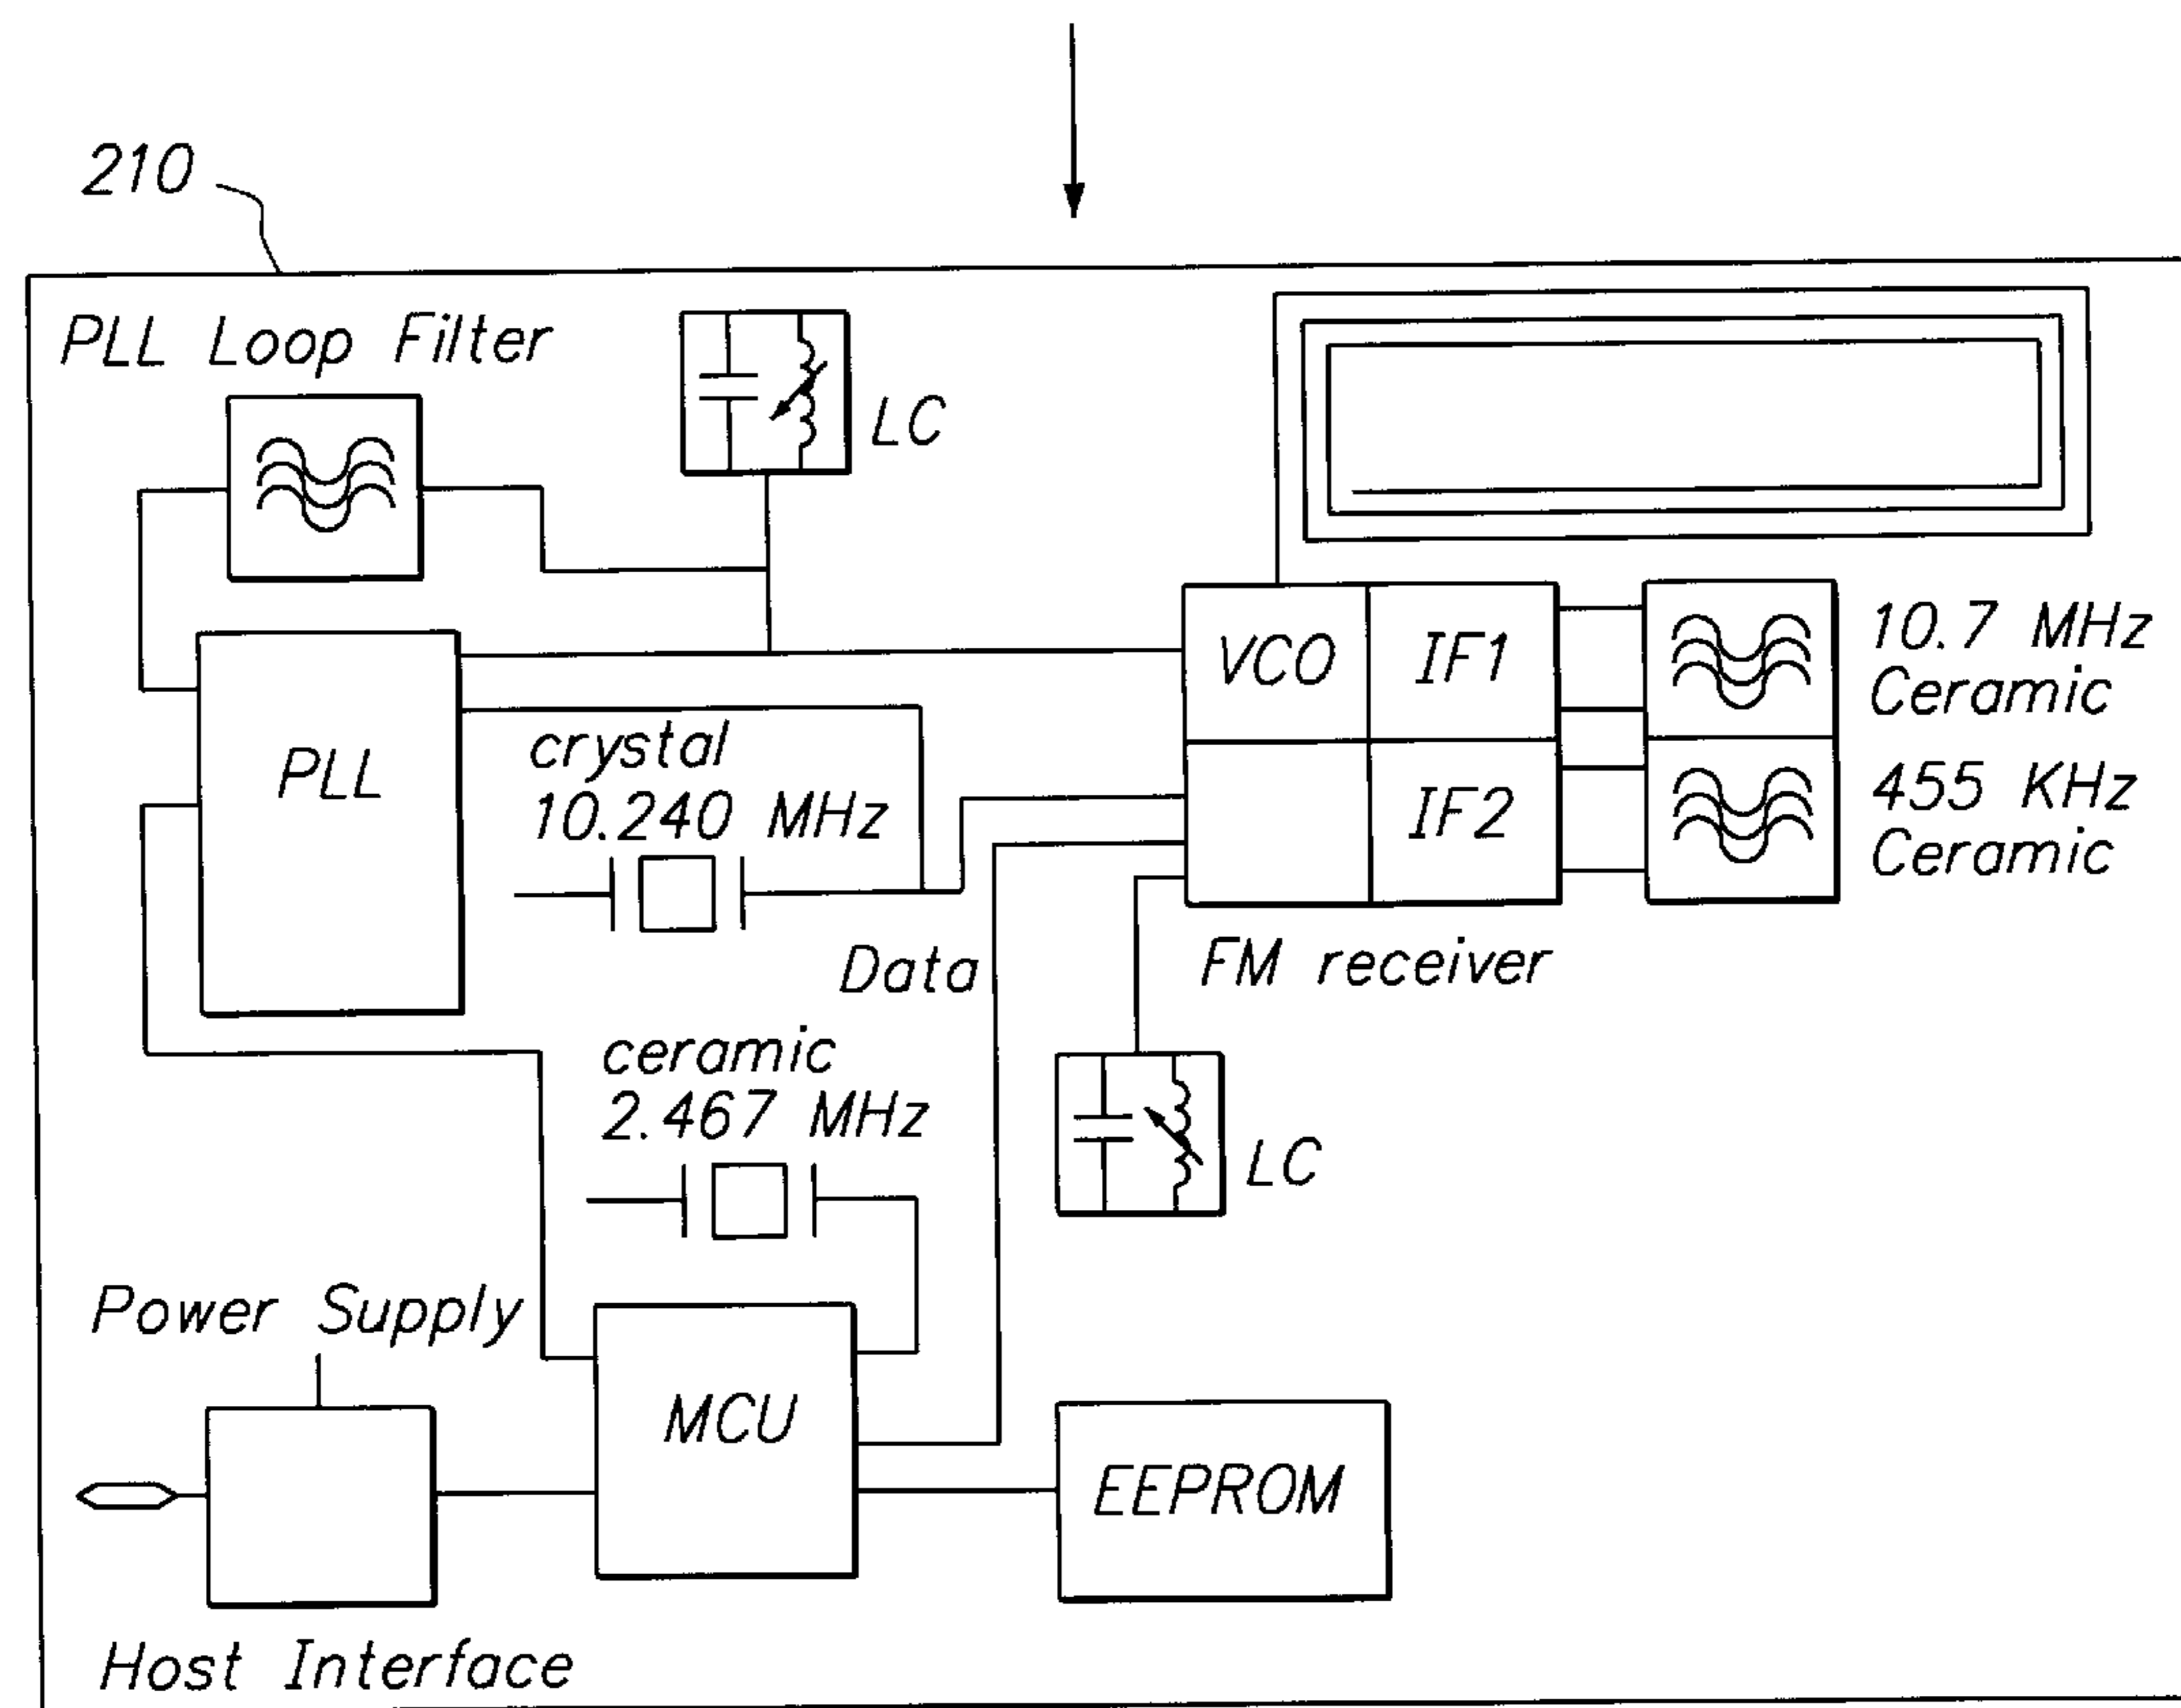 210
PLL Loop Filter
LC
VCO
IF1
10.7 MHz
Ceramic
PLL
crystal
10.240 MHz
IF2
455 KHz
Ceramic
Data
FM receiver
ceramic
2.467 MHz
LC
Power Supply
MCU
EEPROM
Host Interface